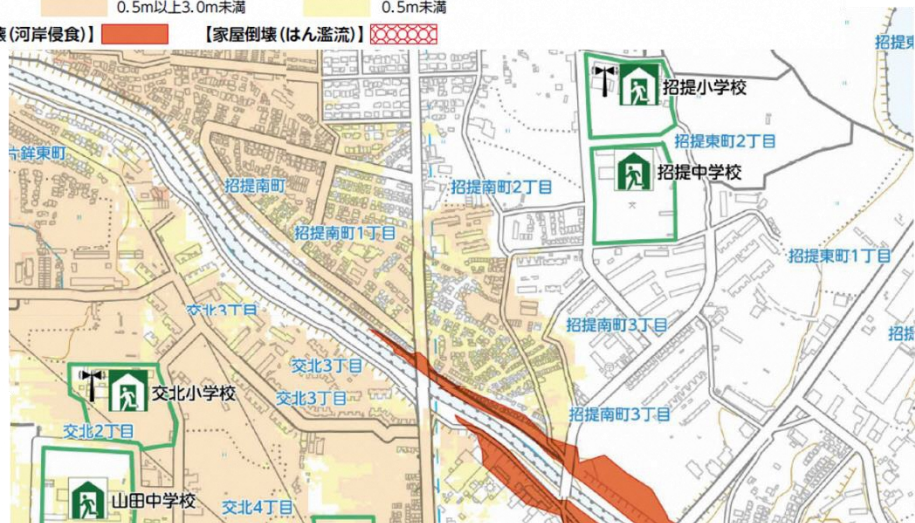 0.5m以上3.0m未満
0.5m未満
(河岸侵食)】
【家屋倒壊(はん濫流)】
招提小学校
招提東町2丁目
招提中学校
片鉾東町
招提南町
招提南町2丁目
招提南町1丁目
招提東町1丁目
交北3丁目
招提南町3丁目
交北3丁目
交北小学校
交北3丁目
招提南町3丁目
交北2丁目
山田中学校
交北4丁目